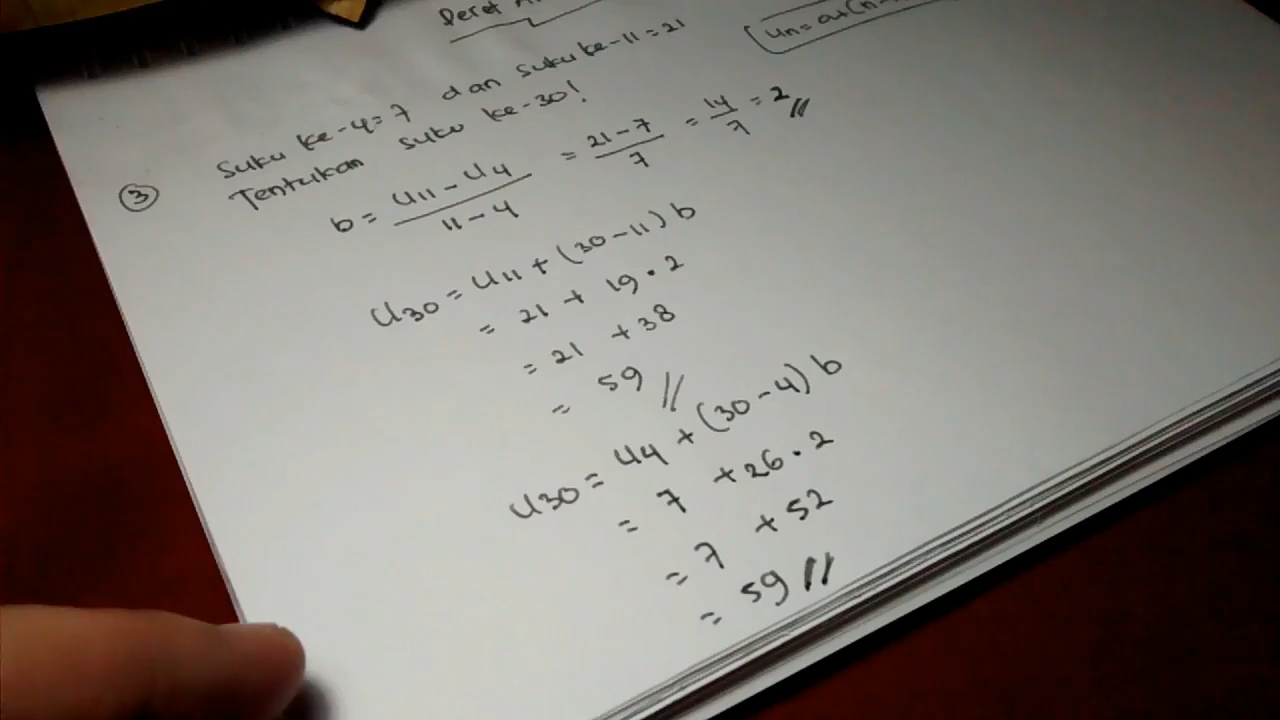 Deret
Un = a+(n
③ Suku ke-4=7 dan suku ke-11=21
Tentukan suku ke-30!
b = U11 - U4 / 11 - 4 = 21 - 7 / 7 = 14 / 7 = 2 //
U30 = U11 + (30-11) b
= 21 + 19 • 2
= 21 + 38
= 59 //
U30 = U4 + (30-4) b
= 7 + 26 • 2
= 7 + 52
= 59 //